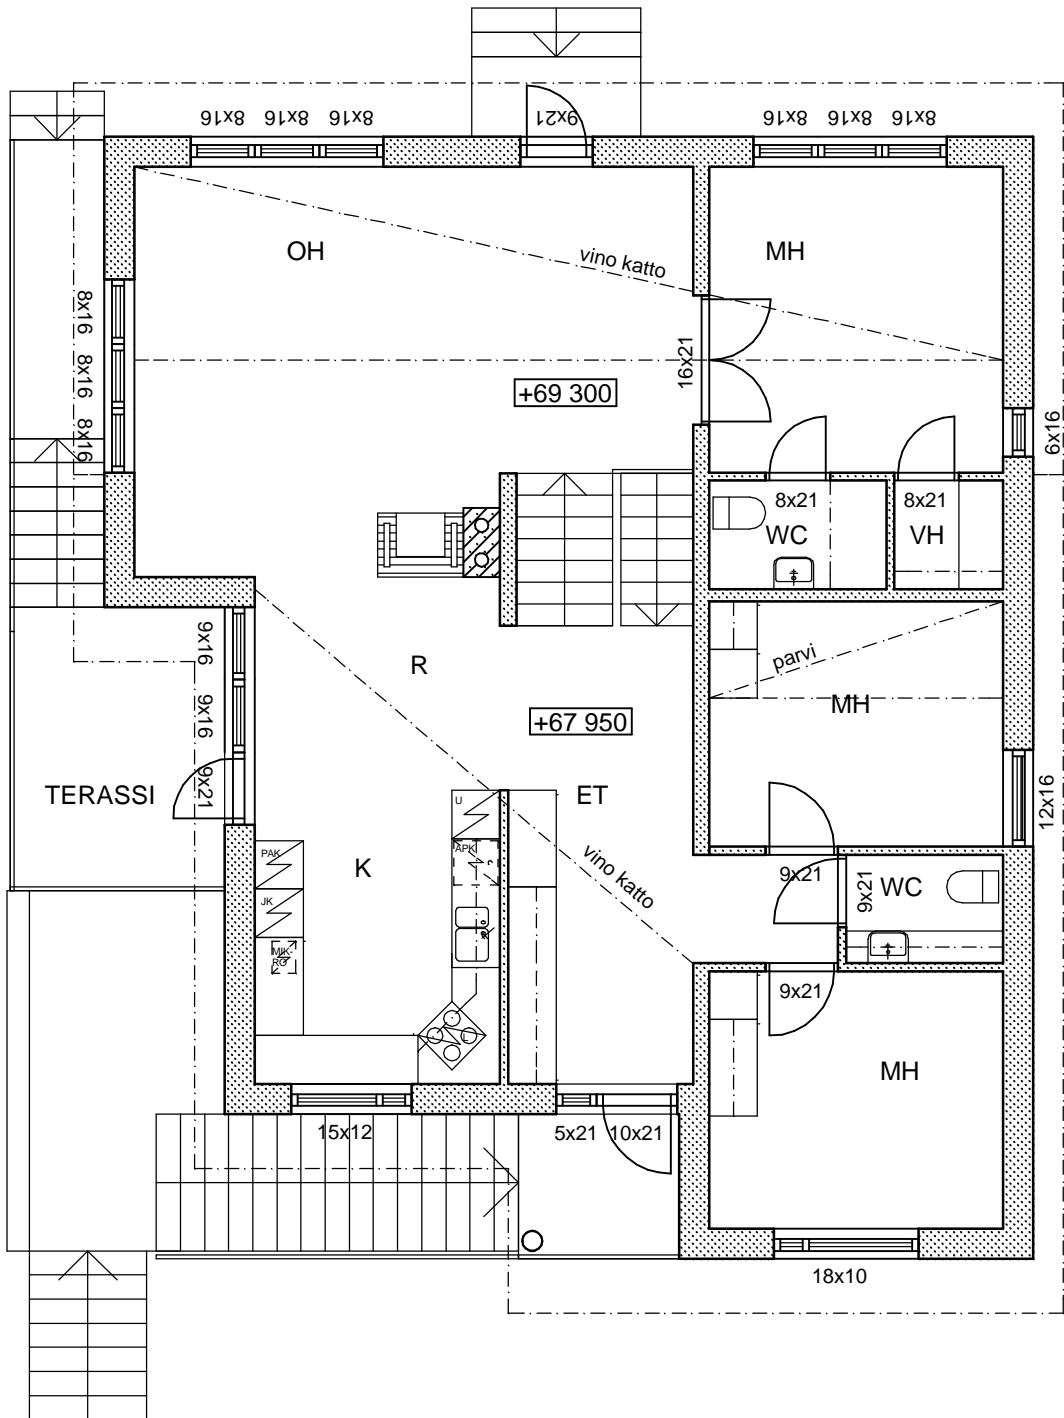 8x16 8x16 8x16
9x21
8x16 8x16 8x16
OH
vino katto
MH
8x16
8x16
8x16
16x21
+69 300
6x16
8x21
WC
8x21
VH
9x16
9x16
9x21
R
parvi
MH
+67 950
TERASSI
ET
12x16
U
APK
PAK
K
JK
MIK-
RO
vino katto
9x21
9x21
WC
9x21
MH
15x12
5x21 10x21
18x10